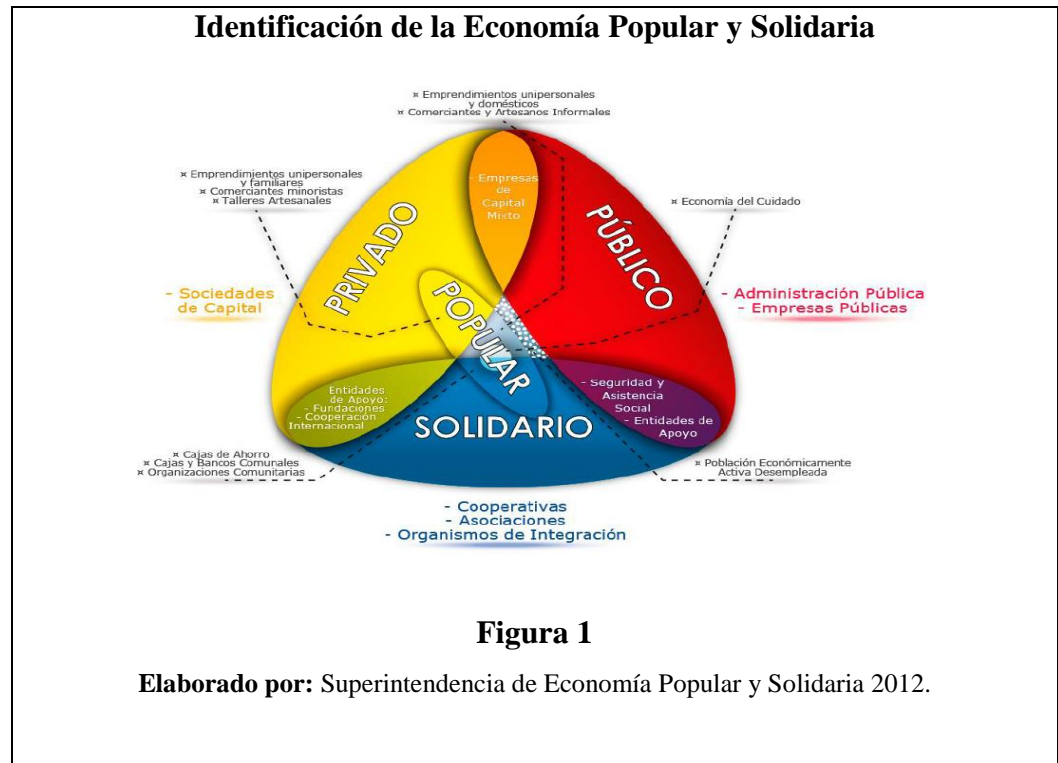 Identificación de la Economía Popular y Solidaria
¤ Emprendimientos unipersonales
y domésticos
¤ Comerciantes y Artesanos Informales
¤ Emprendimientos unipersonales
y familiares
¤ Comerciantes minoristas
¤ Talleres Artesanales
- Empresas
de
Capital
Mixto
¤ Economía del Cuidado
PRIVADO
PÚBLICO
- Sociedades
de Capital
- Administración Pública
- Empresas Públicas
POPULAR
Entidades
de Apoyo:
- Fundaciones
- Cooperación
Internacional
- Seguridad y
Asistencia
Social
- Entidades de
Apoyo
SOLIDARIO
¤ Cajas de Ahorro
¤ Cajas y Bancos Comunales
¤ Organizaciones Comunitarias
¤ Población Económicamente
Activa Desempleada
- Cooperativas
- Asociaciones
- Organismos de Integración
Figura 1
Elaborado por: Superintendencia de Economía Popular y Solidaria 2012.